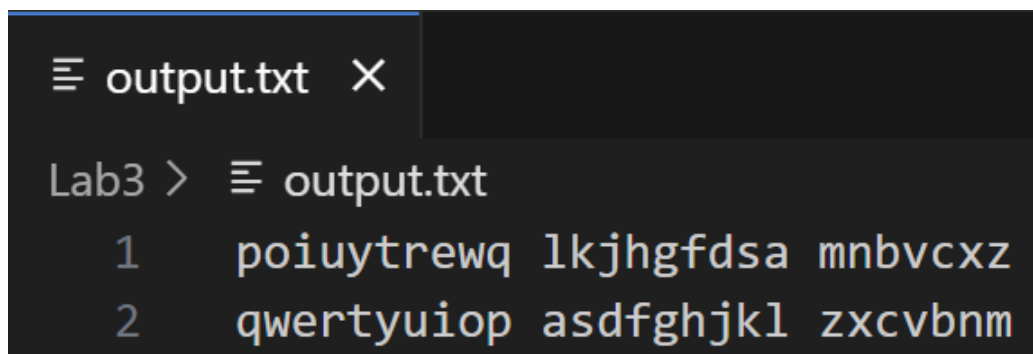 output.txt ×
Lab3 > output.txt
1 poiuytrewq lkjhgfdsa mnbvcxz
2 qwertyuiop asdfghjkl zxcvbnm